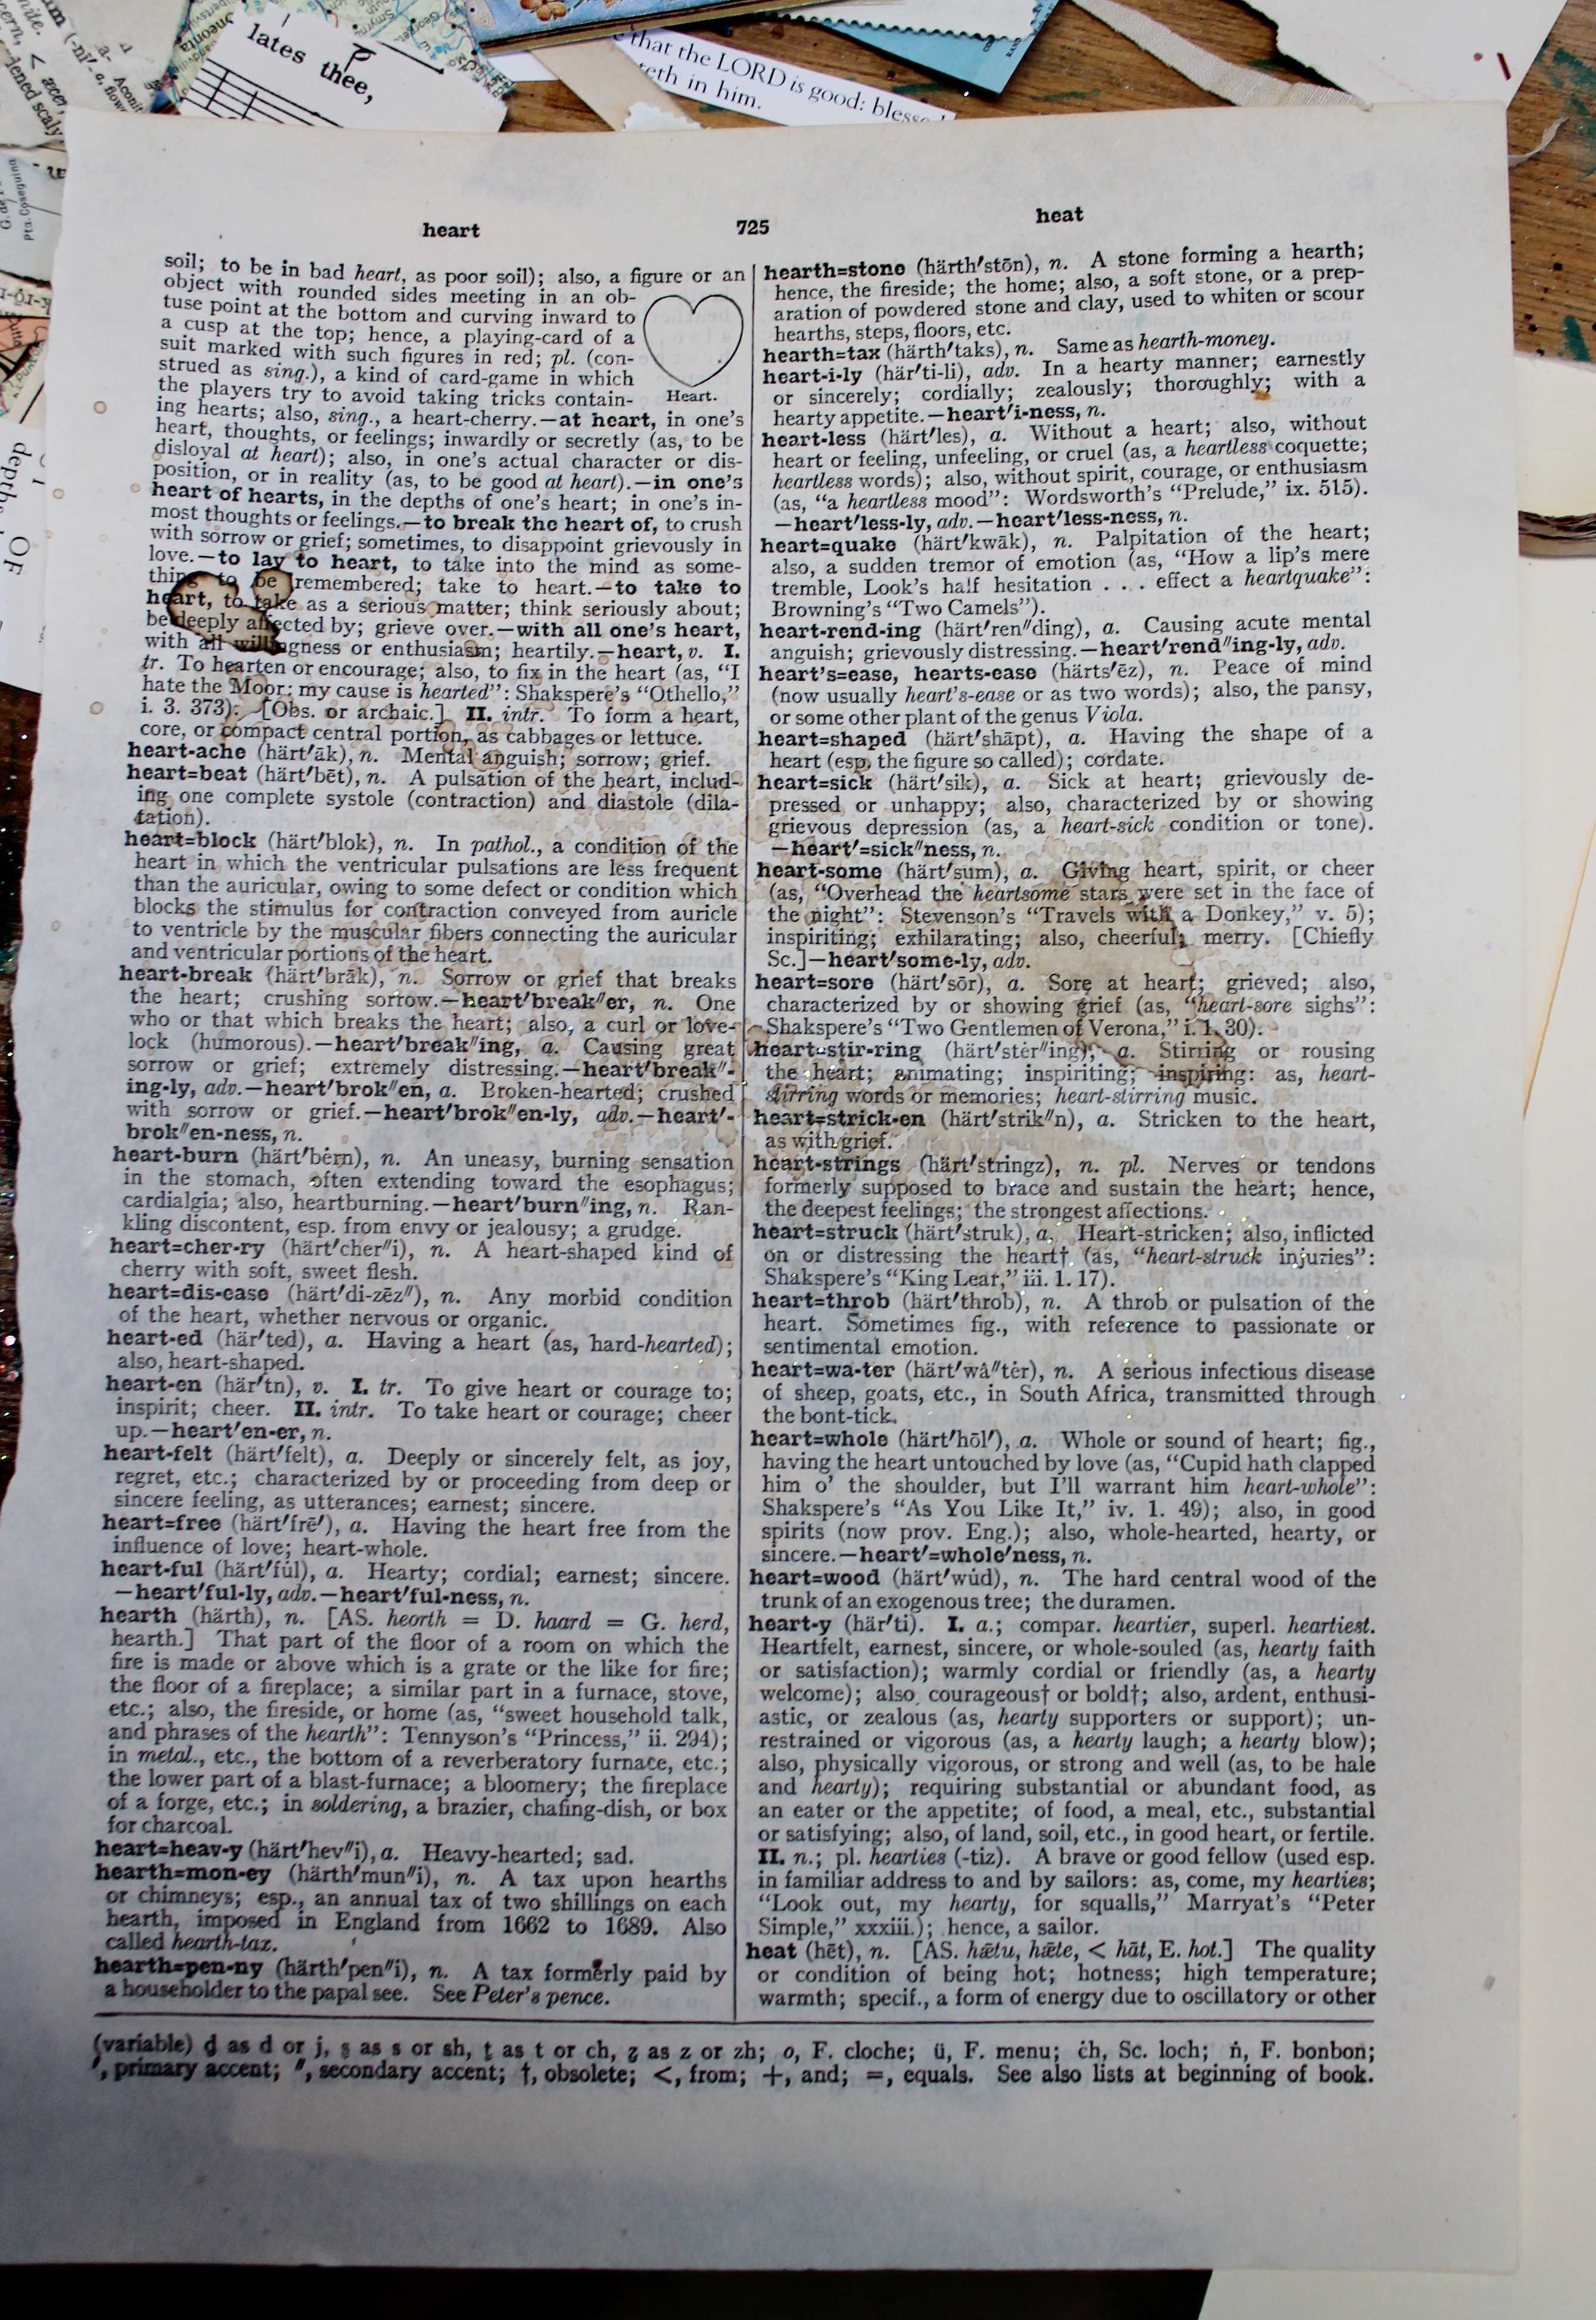 lates thee,
that the LORD is good: blesse
eth in him.
heart
725
heat
soil; to be in bad heart, as poor soil); also, a figure or an
object with rounded sides meeting in an ob-
tuse point at the bottom and curving inward to
a cusp at the top; hence, a playing-card of a
suit marked with such figures in red; pl. (con-
strued as sing.), a kind of card-game in which
the players try to avoid taking tricks contain-
Heart.
ing hearts; also, sing., a heart-cherry.—at heart, in one's
heart, thoughts, or feelings; inwardly or secretly (as, to be
disloyal at heart); also, in one's actual character or dis-
position, or in reality (as, to be good at heart).—in one's
heart of hearts, in the depths of one's heart; in one's in-
most thoughts or feelings.—to break the heart of, to crush
with sorrow or grief; sometimes, to disappoint grievously in
love.—to lay to heart, to take into the mind as some-
thing to be remembered; take to heart.—to take to
heart, to take as a serious matter; think seriously about;
be deeply affected by; grieve over.—with all one's heart,
with all willingness or enthusiasm; heartily.—heart, v. I.
tr. To hearten or encourage; also, to fix in the heart (as, "I
hate the Moor: my cause is hearted": Shakspere's "Othello,"
i. 3. 373). [Obs. or archaic.] II. intr. To form a heart,
core, or compact central portion, as cabbages or lettuce.
heart-ache (härt′āk), n. Mental anguish; sorrow; grief.
heart=beat (härt′bēt), n. A pulsation of the heart, includ-
ing one complete systole (contraction) and diastole (dila-
tation).
heart=block (härt′blok), n. In pathol., a condition of the
heart in which the ventricular pulsations are less frequent
than the auricular, owing to some defect or condition which
blocks the stimulus for contraction conveyed from auricle
to ventricle by the muscular fibers connecting the auricular
and ventricular portions of the heart.
heart-break (härt′brāk), n. Sorrow or grief that breaks
the heart; crushing sorrow.—heart′break″er, n. One
who or that which breaks the heart; also, a curl or love-
lock (humorous).—heart′break″ing, a. Causing great
sorrow or grief; extremely distressing.—heart′break″-
ing-ly, adv.—heart′brok″en, a. Broken-hearted; crushed
with sorrow or grief.—heart′brok″en-ly, adv.—heart′-
brok″en-ness, n.
heart-burn (härt′bėrn), n. An uneasy, burning sensation
in the stomach, often extending toward the esophagus;
cardialgia; also, heartburning.—heart′burn″ing, n. Ran-
kling discontent, esp. from envy or jealousy; a grudge.
heart=cher-ry (härt′cher″i), n. A heart-shaped kind of
cherry with soft, sweet flesh.
heart=dis-ease (härt′di-zēz″), n. Any morbid condition
of the heart, whether nervous or organic.
heart-ed (här′ted), a. Having a heart (as, hard-hearted);
also, heart-shaped.
heart-en (här′tn), v. I. tr. To give heart or courage to;
inspirit; cheer. II. intr. To take heart or courage; cheer
up.—heart′en-er, n.
heart-felt (härt′felt), a. Deeply or sincerely felt, as joy,
regret, etc.; characterized by or proceeding from deep or
sincere feeling, as utterances; earnest; sincere.
heart=free (härt′frē′), a. Having the heart free from the
influence of love; heart-whole.
heart-ful (härt′fůl), a. Hearty; cordial; earnest; sincere.
—heart′ful-ly, adv.—heart′ful-ness, n.
hearth (härth), n. [AS. heorth = D. haard = G. herd,
hearth.] That part of the floor of a room on which the
fire is made or above which is a grate or the like for fire;
the floor of a fireplace; a similar part in a furnace, stove,
etc.; also, the fireside, or home (as, "sweet household talk,
and phrases of the hearth": Tennyson's "Princess," ii. 294);
in metal., etc., the bottom of a reverberatory furnace, etc.;
the lower part of a blast-furnace; a bloomery; the fireplace
of a forge, etc.; in soldering, a brazier, chafing-dish, or box
for charcoal.
heart=heav-y (härt′hev″i), a. Heavy-hearted; sad.
hearth=mon-ey (härth′mun″i), n. A tax upon hearths
or chimneys; esp., an annual tax of two shillings on each
hearth, imposed in England from 1662 to 1689. Also
called hearth-tax.
hearth=pen-ny (härth′pen″i), n. A tax formerly paid by
a householder to the papal see. See Peter's pence.
hearth=stone (härth′stōn), n. A stone forming a hearth;
hence, the fireside; the home; also, a soft stone, or a prep-
aration of powdered stone and clay, used to whiten or scour
hearths, steps, floors, etc.
hearth=tax (härth′taks), n. Same as hearth-money.
heart-i-ly (här′ti-li), adv. In a hearty manner; earnestly
or sincerely; cordially; zealously; thoroughly; with a
hearty appetite.—heart′i-ness, n.
heart-less (härt′les), a. Without a heart; also, without
heart or feeling, unfeeling, or cruel (as, a heartless coquette;
heartless words); also, without spirit, courage, or enthusiasm
(as, "a heartless mood": Wordsworth's "Prelude," ix. 515).
—heart′less-ly, adv.—heart′less-ness, n.
heart=quake (härt′kwāk), n. Palpitation of the heart;
also, a sudden tremor of emotion (as, "How a lip's mere
tremble, Look's half hesitation . . . effect a heartquake":
Browning's "Two Camels").
heart-rend-ing (härt′ren″ding), a. Causing acute mental
anguish; grievously distressing.—heart′rend″ing-ly, adv.
heart's=ease, hearts-ease (härts′ēz), n. Peace of mind
(now usually heart's-ease or as two words); also, the pansy,
or some other plant of the genus Viola.
heart=shaped (härt′shāpt), a. Having the shape of a
heart (esp. the figure so called); cordate.
heart=sick (härt′sik), a. Sick at heart; grievously de-
pressed or unhappy; also, characterized by or showing
grievous depression (as, a heart-sick condition or tone).
—heart′=sick″ness, n.
heart-some (härt′sum), a. Giving heart, spirit, or cheer
(as, "Overhead the heartsome stars were set in the face of
the night": Stevenson's "Travels with a Donkey," v. 5);
inspiriting; exhilarating; also, cheerful; merry. [Chiefly
Sc.]—heart′some-ly, adv.
heart=sore (härt′sōr), a. Sore at heart; grieved; also,
characterized by or showing grief (as, "heart-sore sighs":
Shakspere's "Two Gentlemen of Verona," i. 1. 30).
heart=stir-ring (härt′stėr″ing), a. Stirring or rousing
the heart; animating; inspiriting; inspiring: as, heart-
stirring words or memories; heart-stirring music.
heart=strick-en (härt′strik″n), a. Stricken to the heart,
as with grief.
heart-strings (härt′stringz), n. pl. Nerves or tendons
formerly supposed to brace and sustain the heart; hence,
the deepest feelings; the strongest affections.
heart=struck (härt′struk), a. Heart-stricken; also, inflicted
on or distressing the heart† (as, "heart-struck injuries":
Shakspere's "King Lear," iii. 1. 17).
heart=throb (härt′throb), n. A throb or pulsation of the
heart. Sometimes fig., with reference to passionate or
sentimental emotion.
heart=wa-ter (härt′wâ″tėr), n. A serious infectious disease
of sheep, goats, etc., in South Africa, transmitted through
the bont-tick.
heart=whole (härt′hōl′), a. Whole or sound of heart; fig.,
having the heart untouched by love (as, "Cupid hath clapped
him o' the shoulder, but I'll warrant him heart-whole":
Shakspere's "As You Like It," iv. 1. 49); also, in good
spirits (now prov. Eng.); also, whole-hearted, hearty, or
sincere.—heart′=whole′ness, n.
heart=wood (härt′wůd), n. The hard central wood of the
trunk of an exogenous tree; the duramen.
heart-y (här′ti). I. a.; compar. heartier, superl. heartiest.
Heartfelt, earnest, sincere, or whole-souled (as, hearty faith
or satisfaction); warmly cordial or friendly (as, a hearty
welcome); also, courageous† or bold†; also, ardent, enthusi-
astic, or zealous (as, hearty supporters or support); un-
restrained or vigorous (as, a hearty laugh; a hearty blow);
also, physically vigorous, or strong and well (as, to be hale
and hearty); requiring substantial or abundant food, as
an eater or the appetite; of food, a meal, etc., substantial
or satisfying; also, of land, soil, etc., in good heart, or fertile.
II. n.; pl. hearties (-tiz). A brave or good fellow (used esp.
in familiar address to and by sailors: as, come, my hearties;
"Look out, my hearty, for squalls," Marryat's "Peter
Simple," xxxiii.); hence, a sailor.
heat (hēt), n. [AS. hǣtu, hǣte, < hāt, E. hot.] The quality
or condition of being hot; hotness; high temperature;
warmth; specif., a form of energy due to oscillatory or other
(variable) ḍ as d or j, ṣ as s or sh, ṭ as t or ch, ẓ as z or zh; o, F. cloche; ü, F. menu; ċh, Sc. loch; ṅ, F. bonbon;
′, primary accent; ″, secondary accent; †, obsolete; <, from; +, and; =, equals. See also lists at beginning of book.